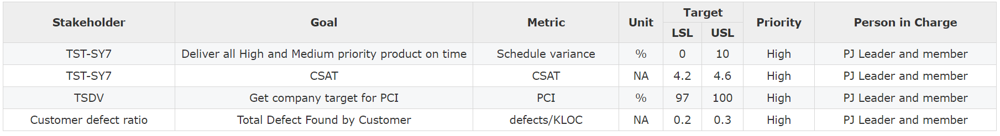 Stakeholder Goal Metric Unit Target Priority Person in Charge
LSL USL
TST-SY7 Deliver all High and Medium priority product on time Schedule variance % 0 10 High PJ Leader and member
TST-SY7 CSAT CSAT NA 4.2 4.6 High PJ Leader and member
TSDV Get company target for PCI PCI % 97 100 High PJ Leader and member
Customer defect ratio Total Defect Found by Customer defects/KLOC NA 0.2 0.3 High PJ Leader and member